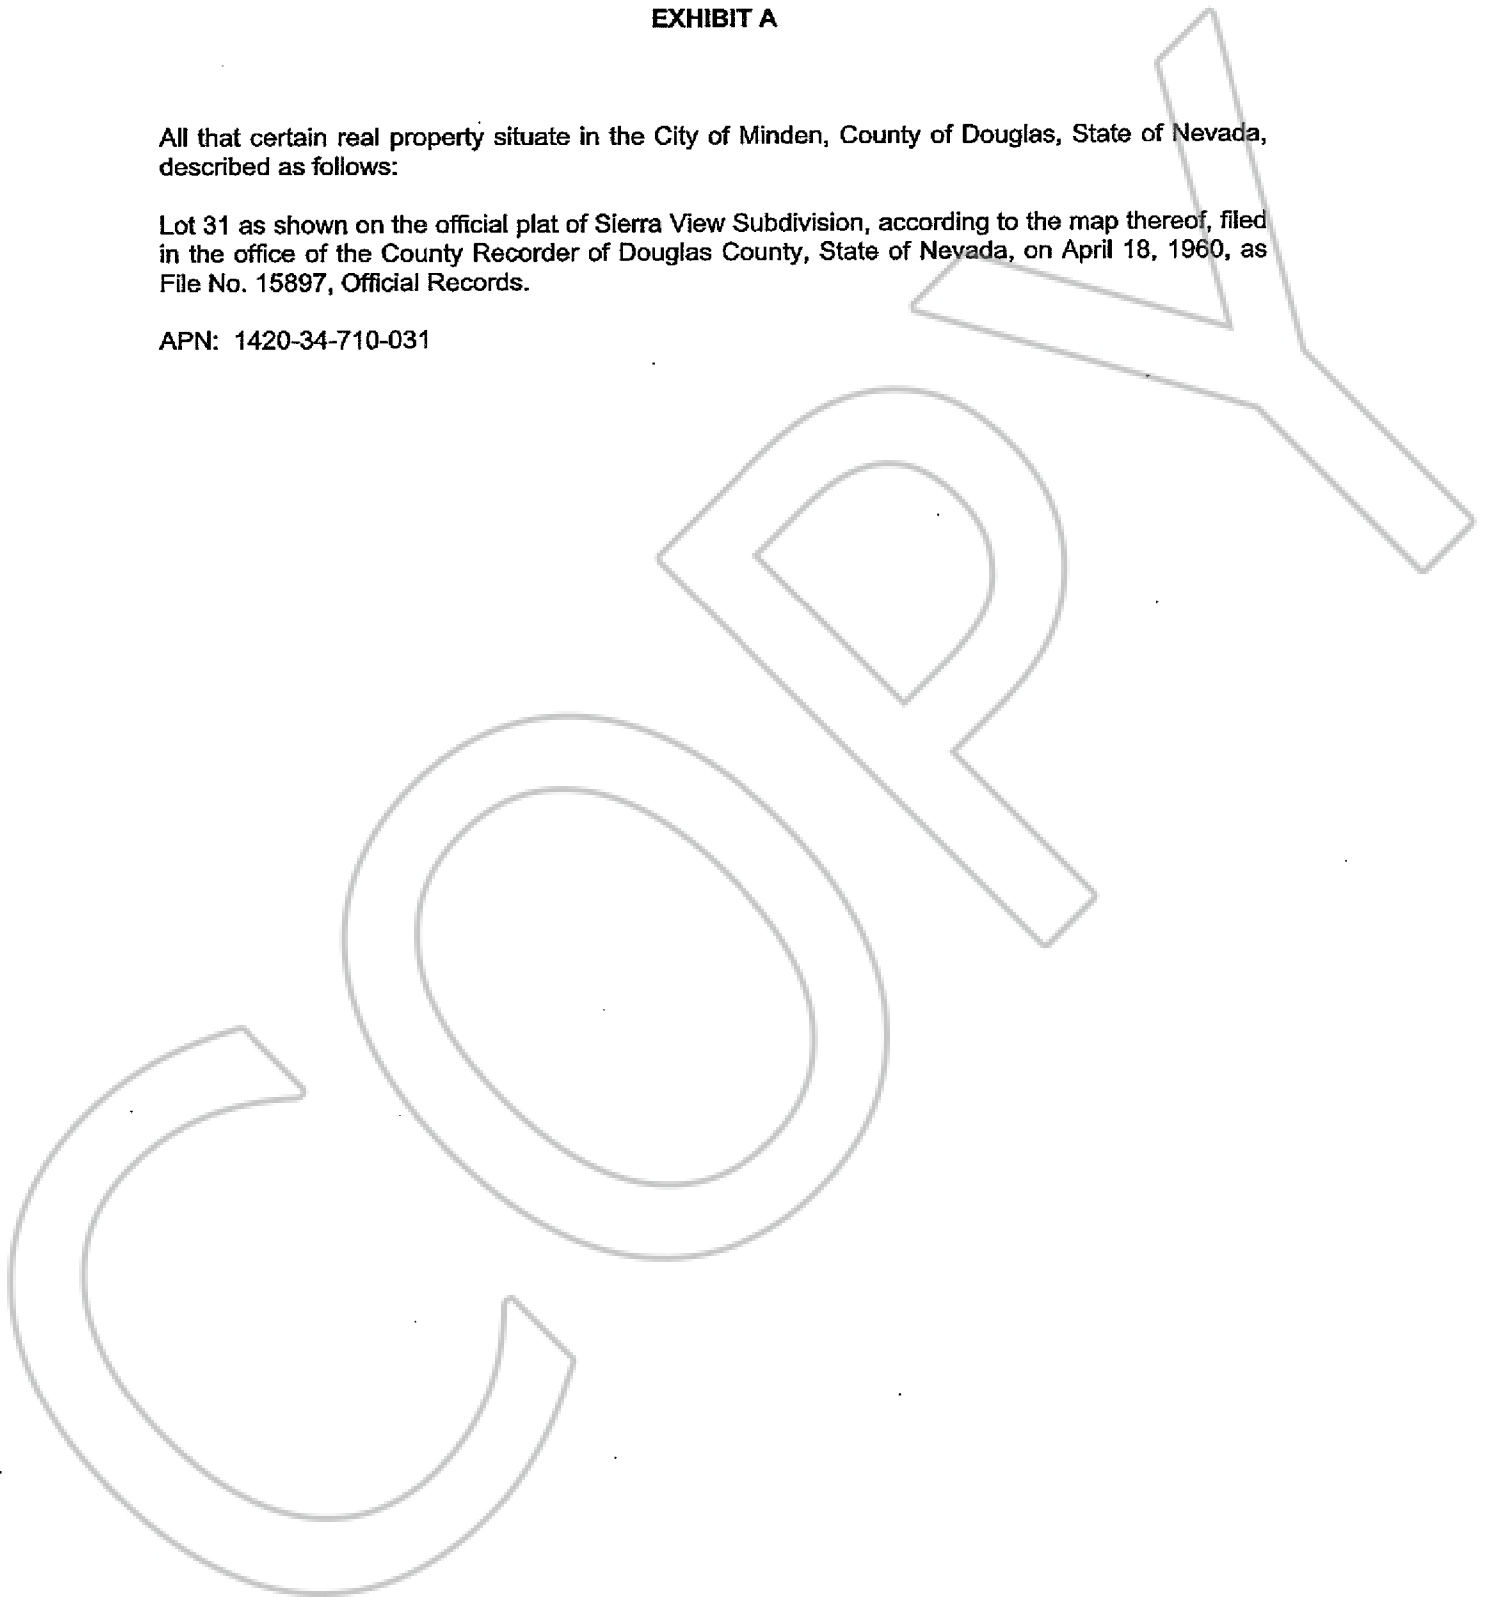 EXHIBIT A
All that certain real property situate in the City of Minden, County of Douglas, State of Nevada,
described as follows:
Lot 31 as shown on the official plat of Sierra View Subdivision, according to the map thereof, filed
in the office of the County Recorder of Douglas County, State of Nevada, on April 18, 1960, as
File No. 15897, Official Records.
APN: 1420-34-710-031
COPY